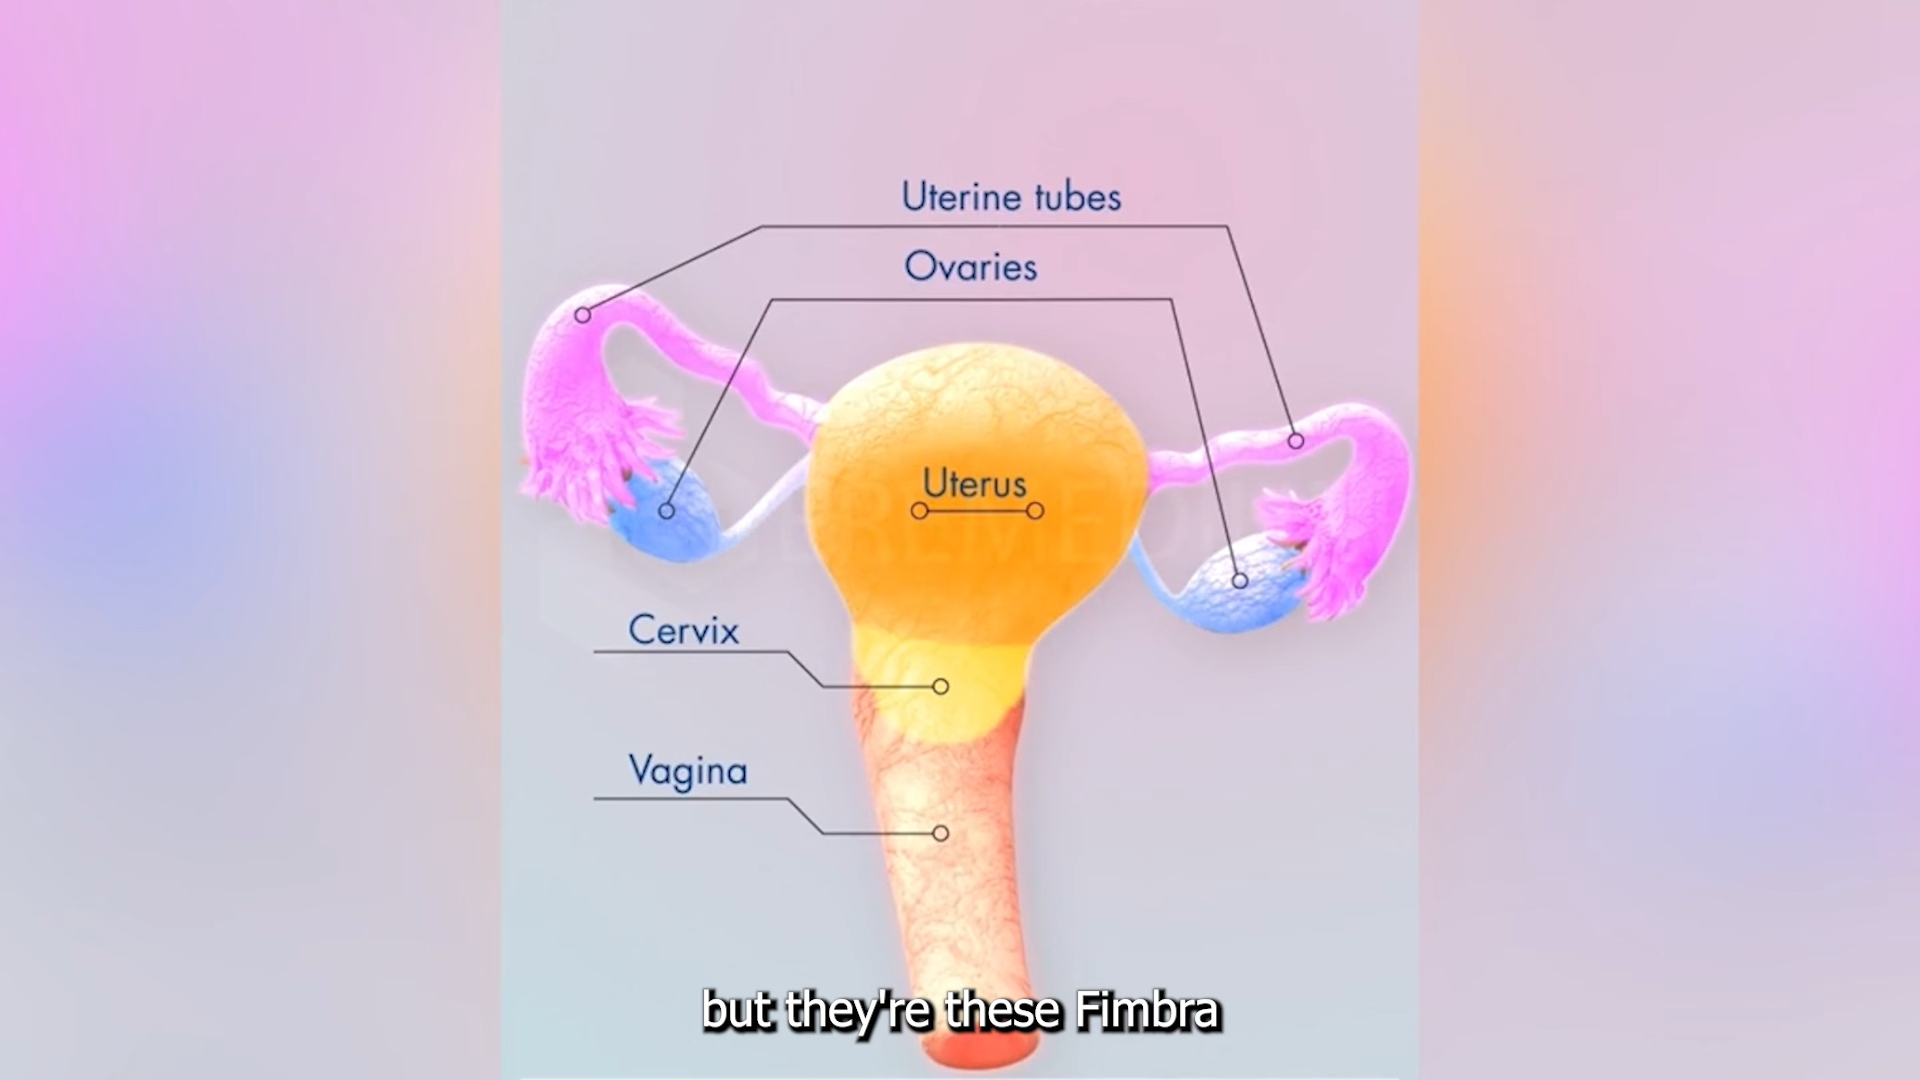 Uterine tubes
Ovaries
Uterus
Cervix
Vagina
but they're these Fimbra